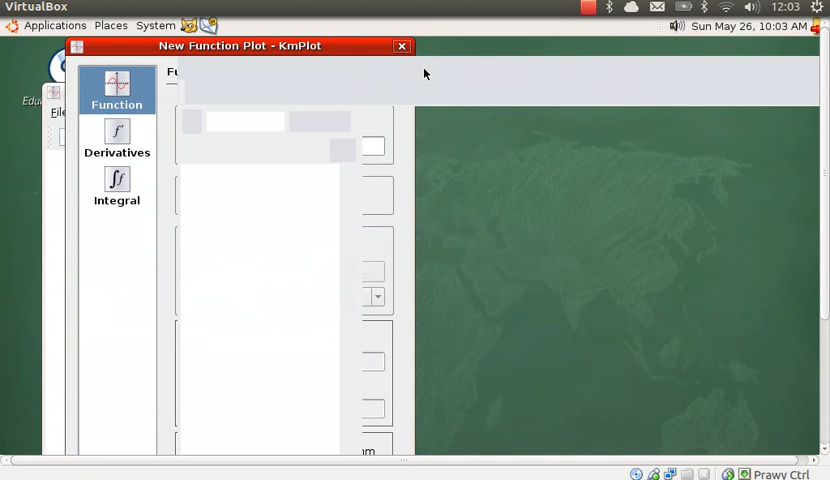 VirtualBox
12:03
Applications Places System
Sun May 26, 10:03 AM
New Function Plot - KmPlot
Function
Derivatives
Integral
Prawy Ctrl